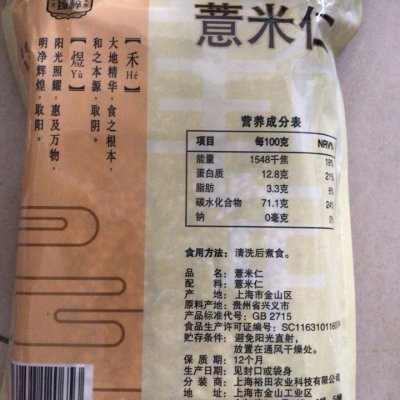 薏米仁
【禾】
Hé
大地精华，食之根本，
和之本源，取阴。
【煜】
Yù
阳光照耀，惠及万物，
明净辉煌，取阳。
营养成分表
项目 每100克 NRV%
能量 1548千焦 18%
蛋白质 12.8克 21%
脂肪 3.3克 6%
碳水化合物 71.1克 24%
钠 0毫克 0%
食用方法：清洗后煮食。
品名：薏米仁
配料：薏米仁
产地：上海市金山区
原料产地：贵州省兴义市
产品标准代号：GB 2715
食品生产许可证编号：SC116310116
贮存条件：避免阳光直射，
放置在通风干燥处。
保质期：12个月
生产日期：见封口或袋身
分装商：上海裕田农业科技有限公司
地址：上海市金山工业区